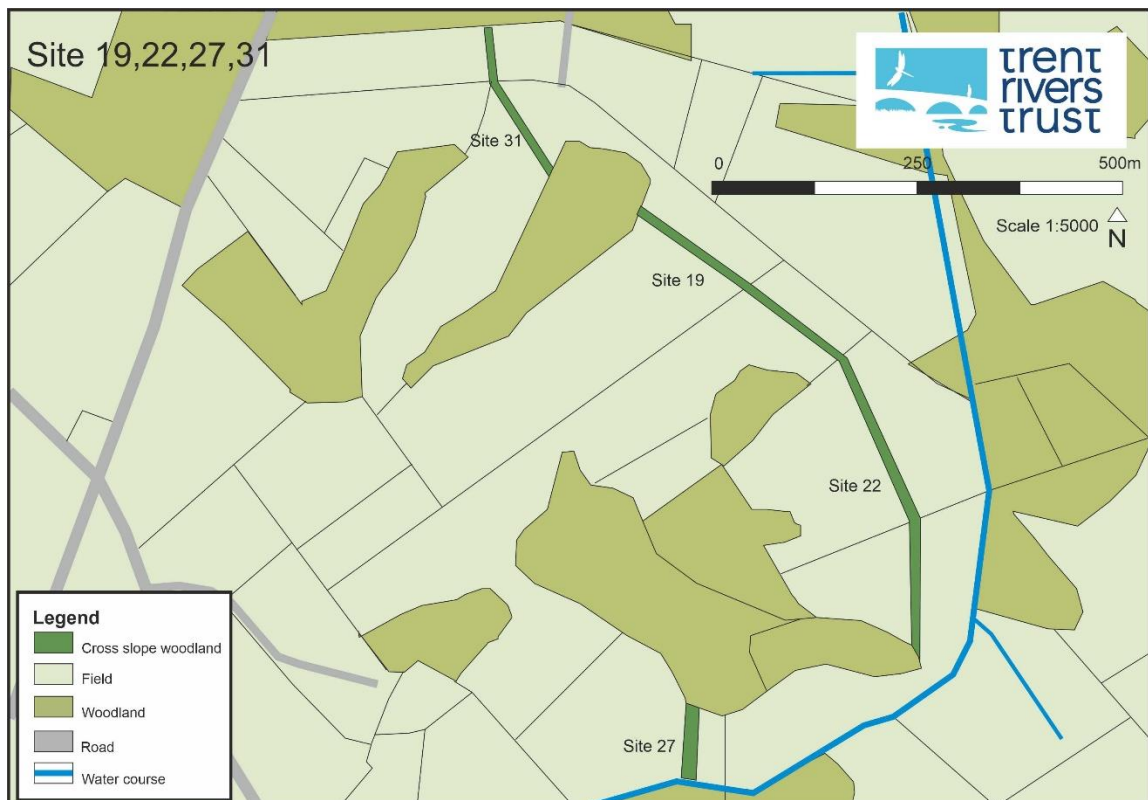 Site 19,22,27,31
trent
rivers
trust
0 250 500m
Scale 1:5000
N
Site 31
Site 19
Site 22
Site 27
Legend
Cross slope woodland
Field
Woodland
Road
Water course